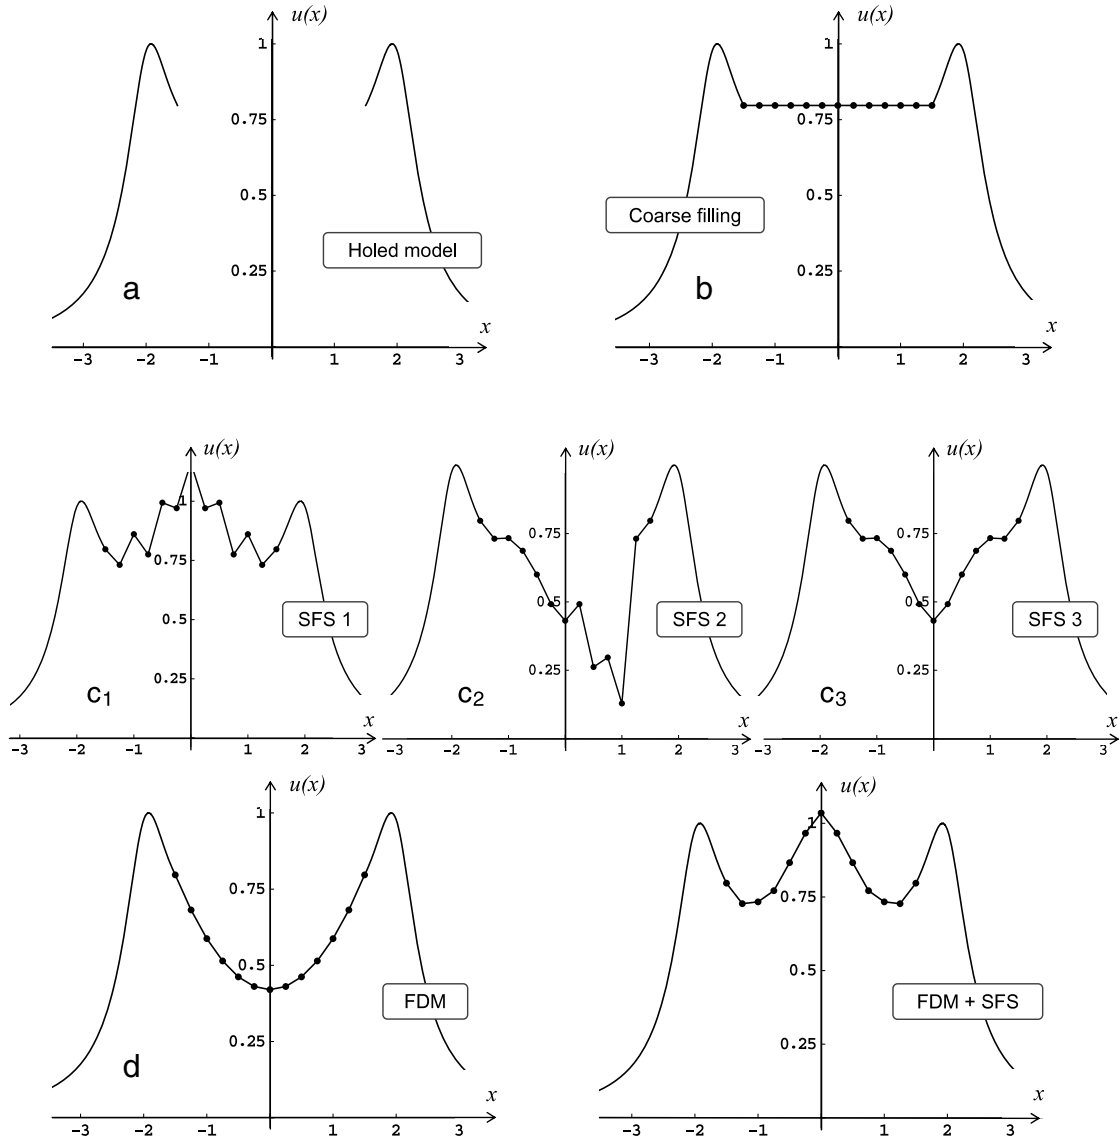 u(x)
1
0.75
0.5
0.25
Holed model
a
x
-3 -2 -1 1 2 3
u(x)
1
0.75
0.5
0.25
Coarse filling
b
x
-3 -2 -1 1 2 3
u(x)
1
0.75
0.5
0.25
SFS 1
c1
x
-3 -2 -1 1 2 3
u(x)
0.75
0.5
0.25
SFS 2
c2
x
-3 -2 -1 1 2 3
u(x)
0.75
0.5
0.25
SFS 3
c3
x
-3 -2 -1 1 2 3
u(x)
1
0.75
0.5
0.25
FDM
d
x
-3 -2 -1 1 2 3
u(x)
1
0.75
0.5
0.25
FDM + SFS
x
-3 -2 -1 1 2 3